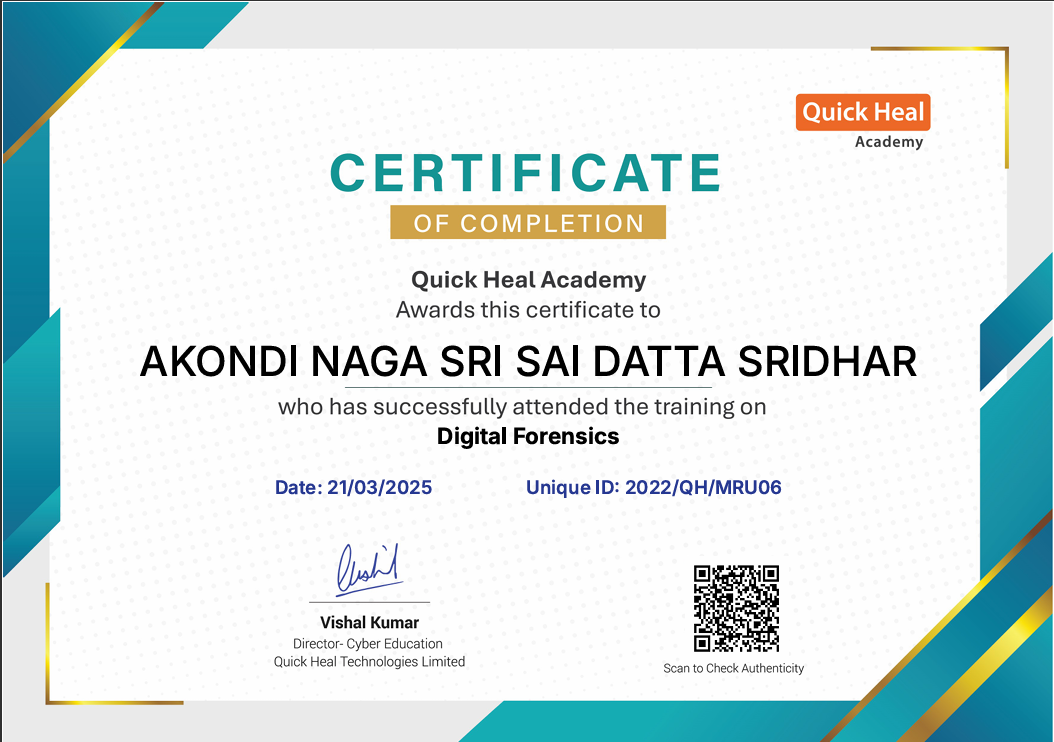 Quick Heal
Academy
CERTIFICATE
OF COMPLETION
Quick Heal Academy
Awards this certificate to
AKONDI NAGA SRI SAI DATTA SRIDHAR
who has successfully attended the training on
Digital Forensics
Date: 21/03/2025 Unique ID: 2022/QH/MRU06
Vishal
Vishal Kumar
Director- Cyber Education
Quick Heal Technologies Limited
Scan to Check Authenticity